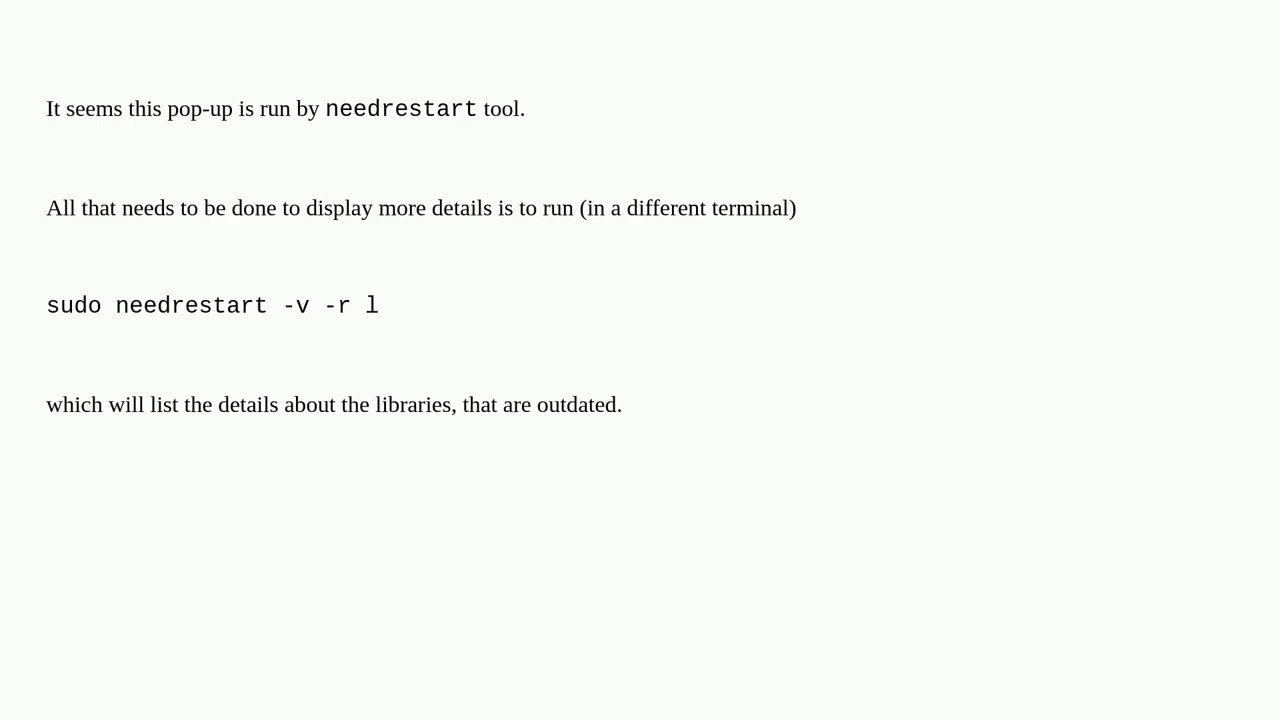 It seems this pop-up is run by needrestart tool.
All that needs to be done to display more details is to run (in a different terminal)
sudo needrestart -v -r l
which will list the details about the libraries, that are outdated.